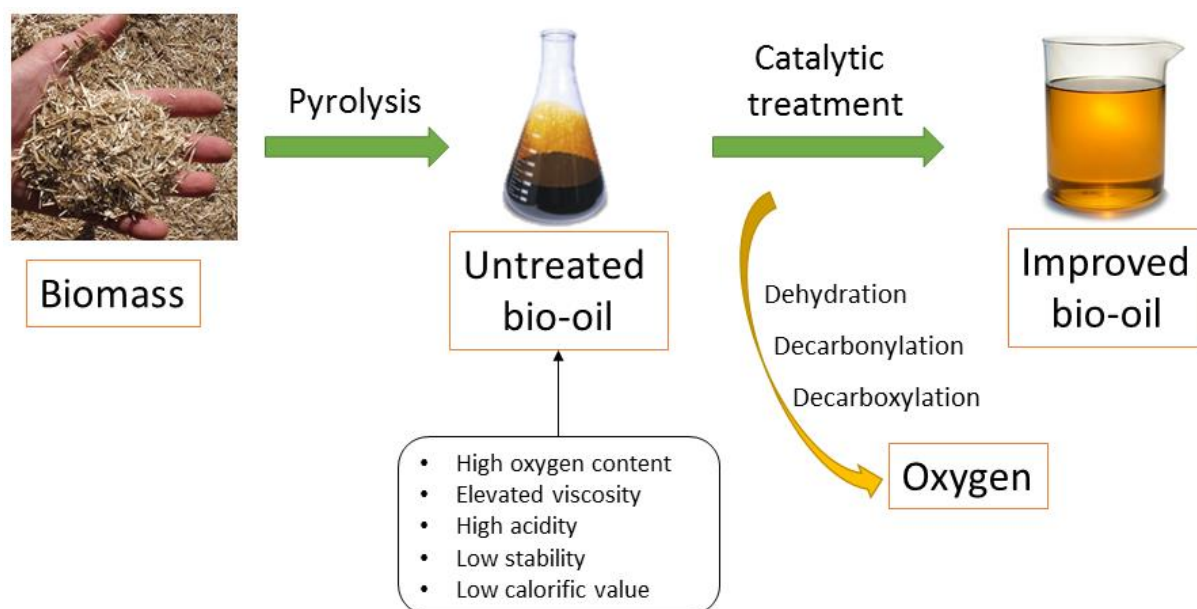 Pyrolysis
Catalytic
treatment
Biomass
Untreated
bio-oil
Improved
bio-oil
Dehydration
Decarbonylation
Decarboxylation
Oxygen
• High oxygen content
• Elevated viscosity
• High acidity
• Low stability
• Low calorific value